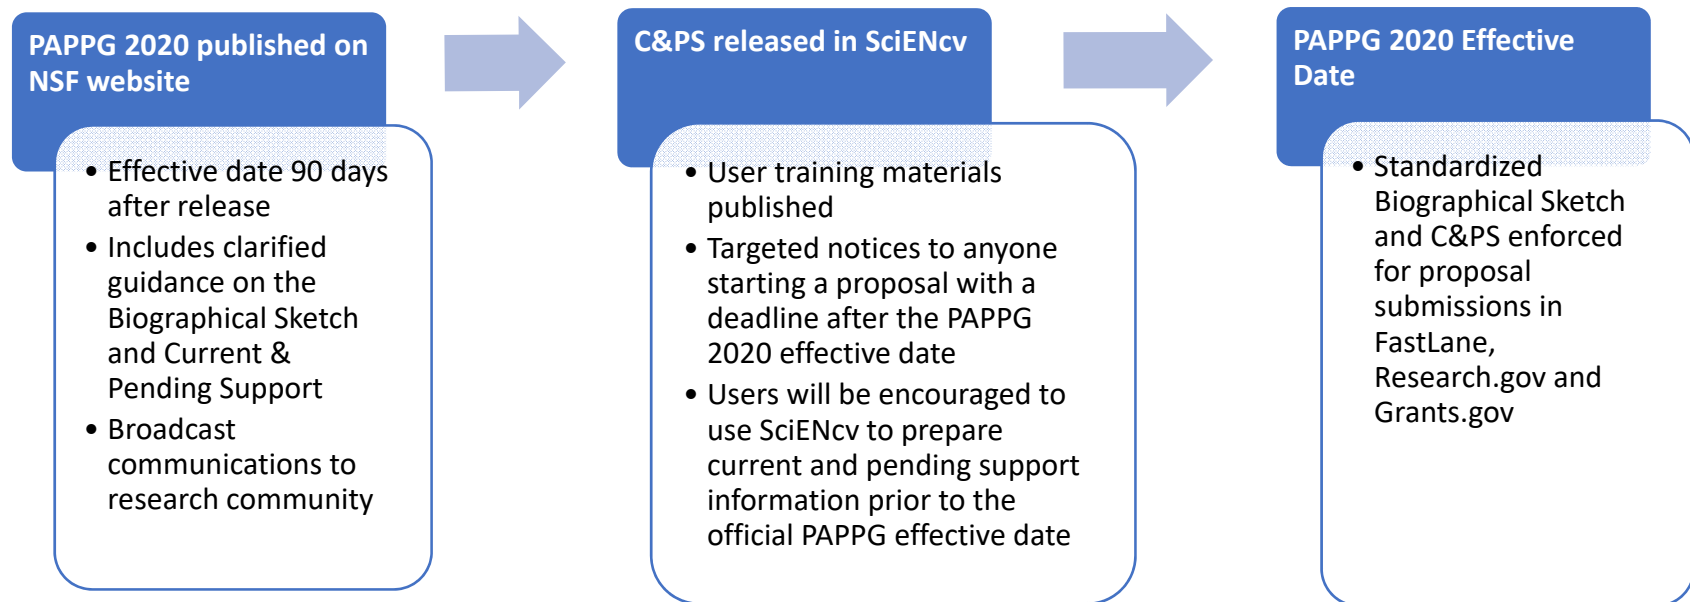 PAPPG 2020 published on
NSF website
• Effective date 90 days
after release
• Includes clarified
guidance on the
Biographical Sketch
and Current &
Pending Support
• Broadcast
communications to
research community
C&PS released in SciENcv
• User training materials
published
• Targeted notices to anyone
starting a proposal with a
deadline after the PAPPG
2020 effective date
• Users will be encouraged to
use SciENcv to prepare
current and pending support
information prior to the
official PAPPG effective date
PAPPG 2020 Effective
Date
• Standardized
Biographical Sketch
and C&PS enforced
for proposal
submissions in
FastLane,
Research.gov and
Grants.gov